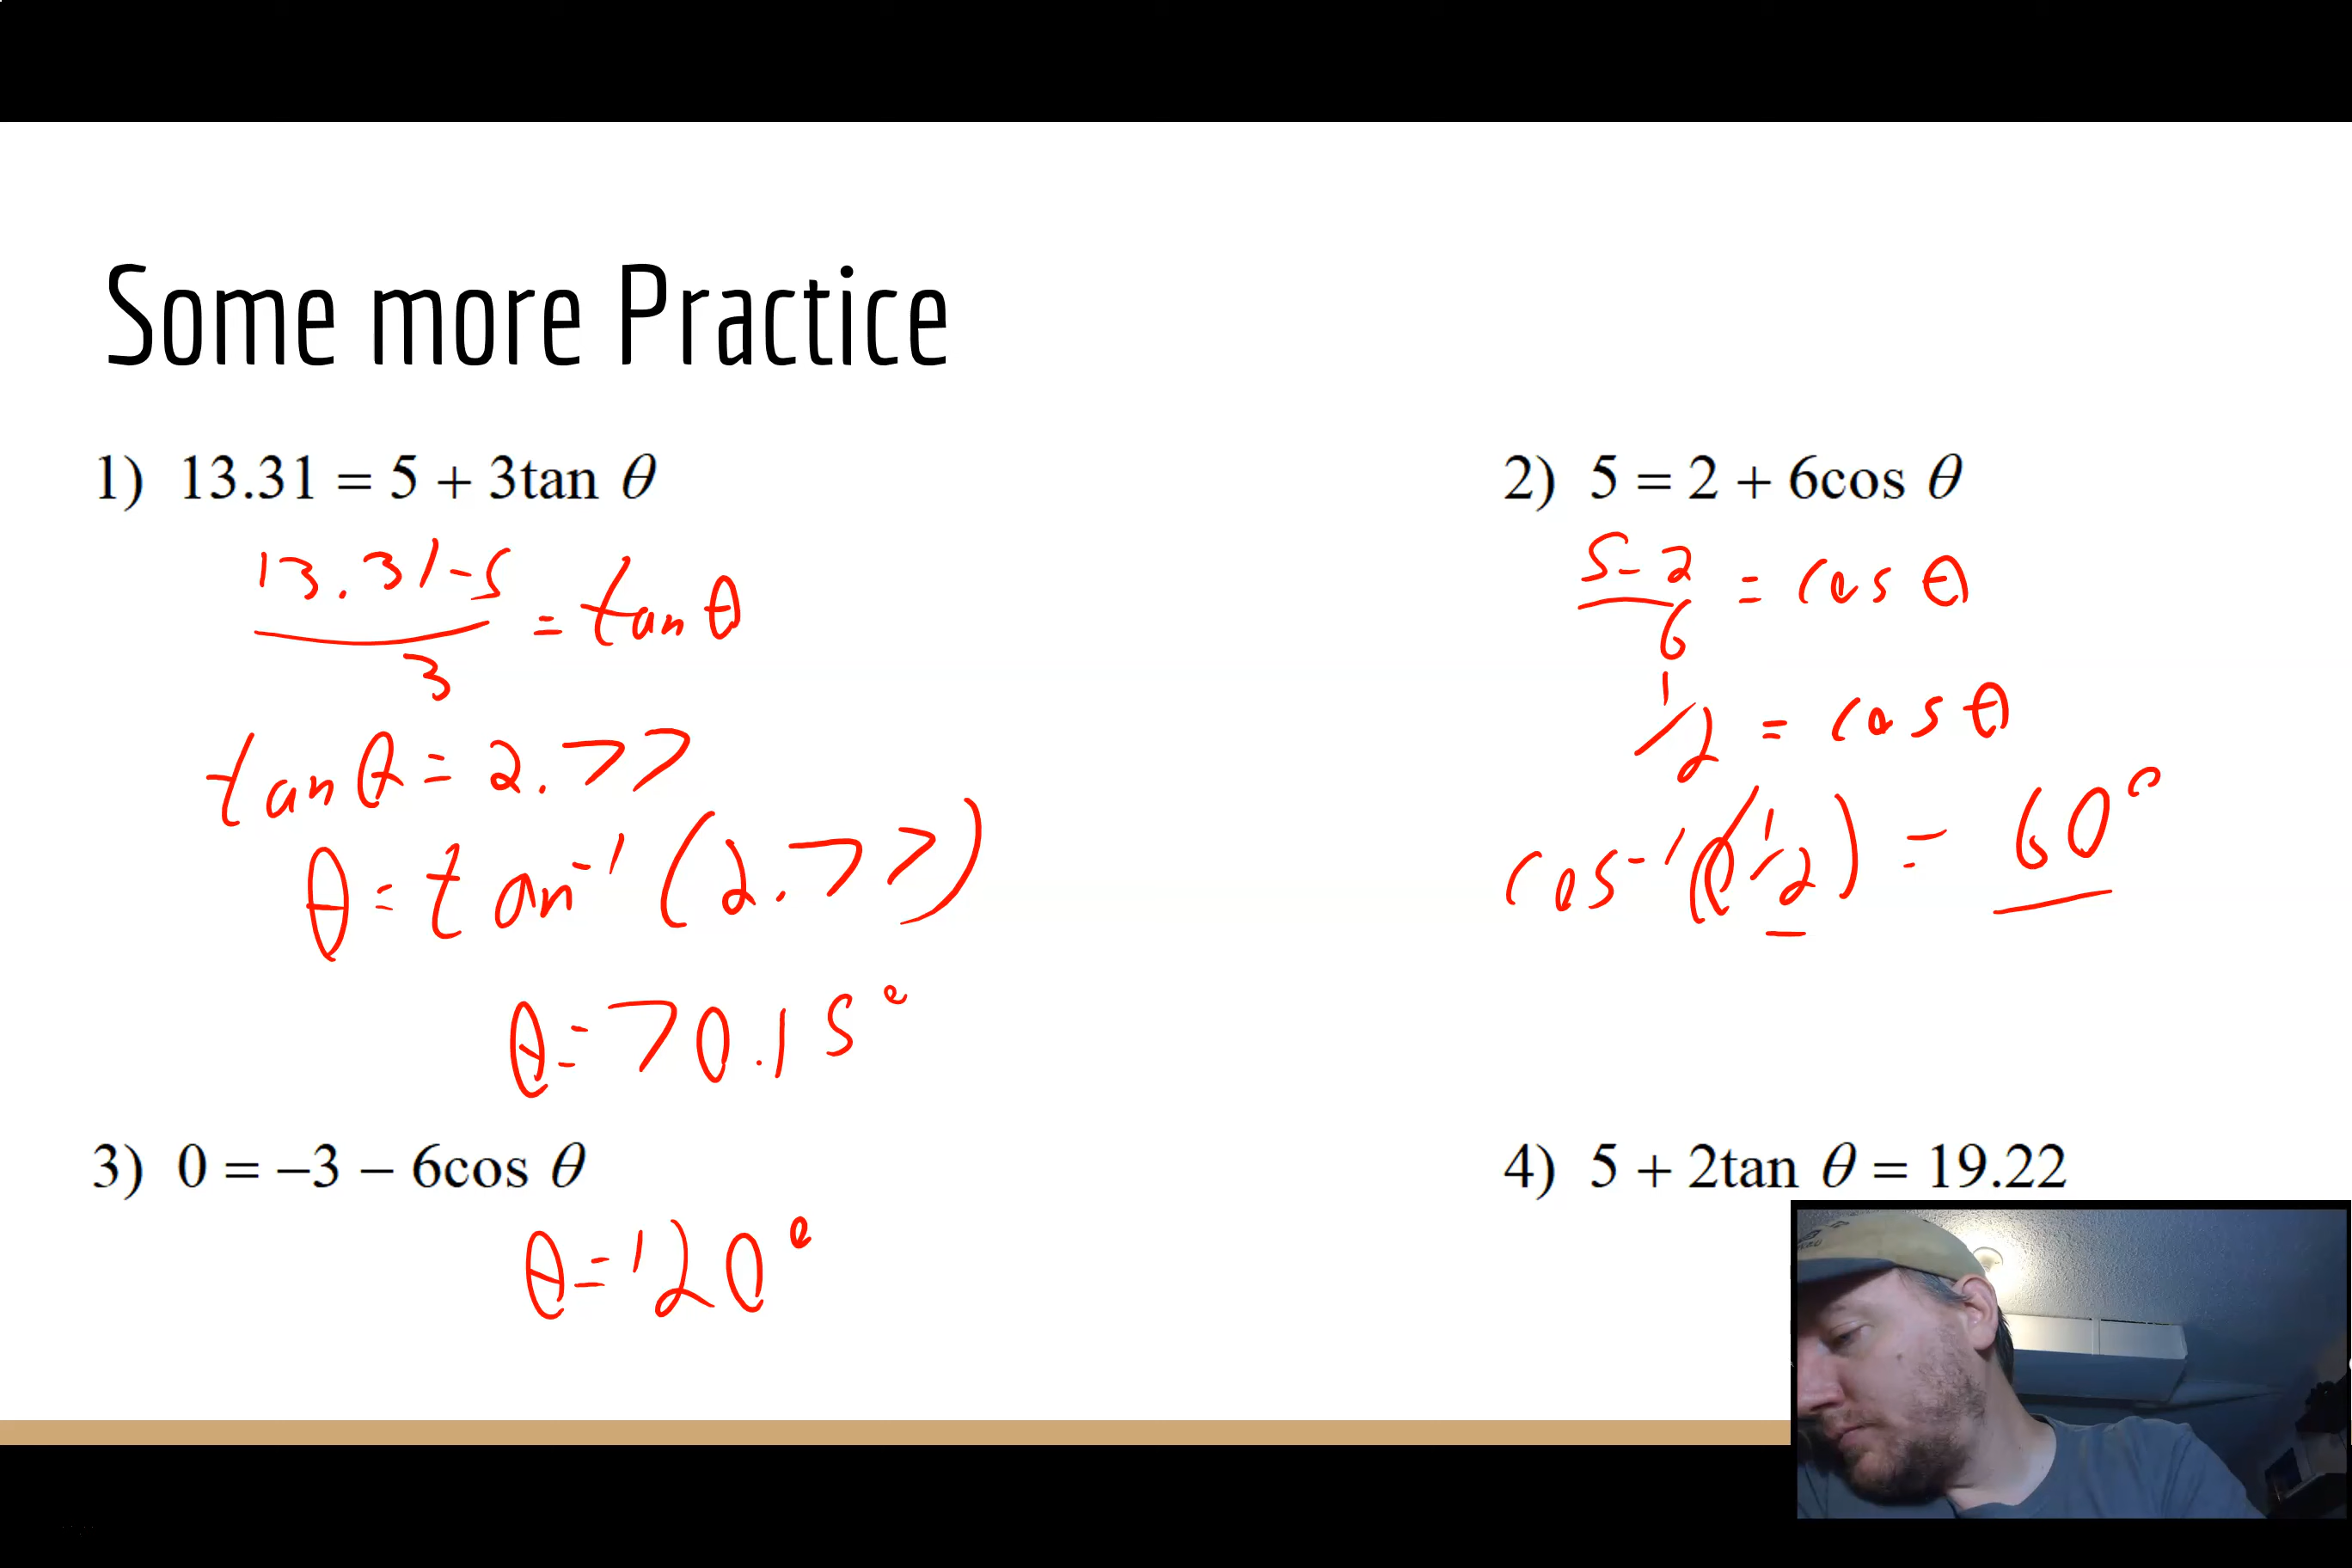 Some more Practice
1) 13.31 = 5 + 3tan θ
13.31-5
3
= tan θ
tan θ = 2.77
θ = tan⁻¹ (2.77)
θ = 70.15°
2) 5 = 2 + 6cos θ
5-2
6
= cos θ
1/2 = cos θ
cos⁻¹(1/2) = 60°
3) 0 = –3 – 6cos θ
θ = 120°
4) 5 + 2tan θ = 19.22